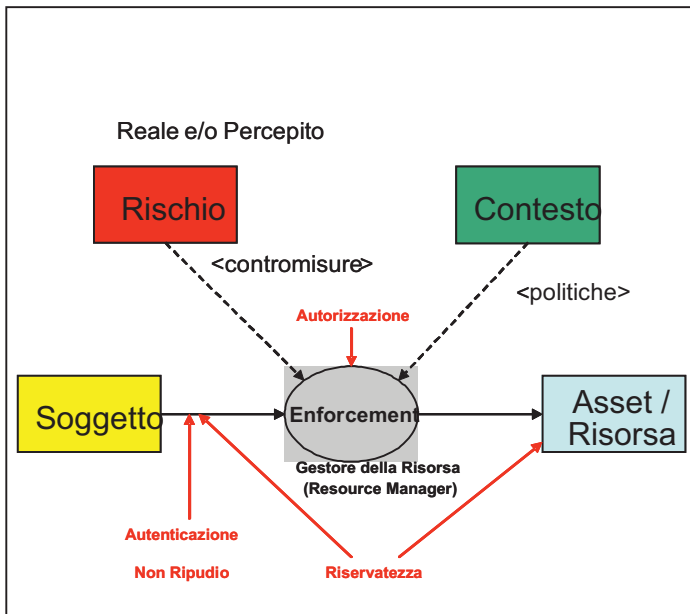 Reale e/o Percepito
Rischio
Contesto
<contromisure>
<politiche>
Autorizzazione
Soggetto
Enforcement
Asset /
Risorsa
Gestore della Risorsa
(Resource Manager)
Autenticazione
Non Ripudio
Riservatezza